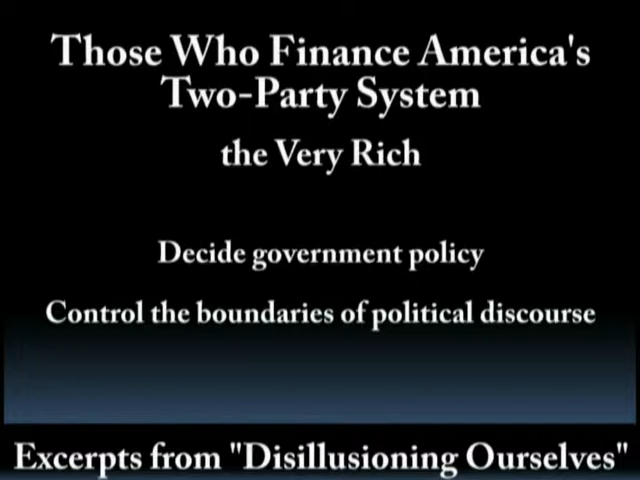 Those Who Finance America's
Two-Party System
the Very Rich
Decide government policy
Control the boundaries of political discourse
Excerpts from "Disillusioning Ourselves"